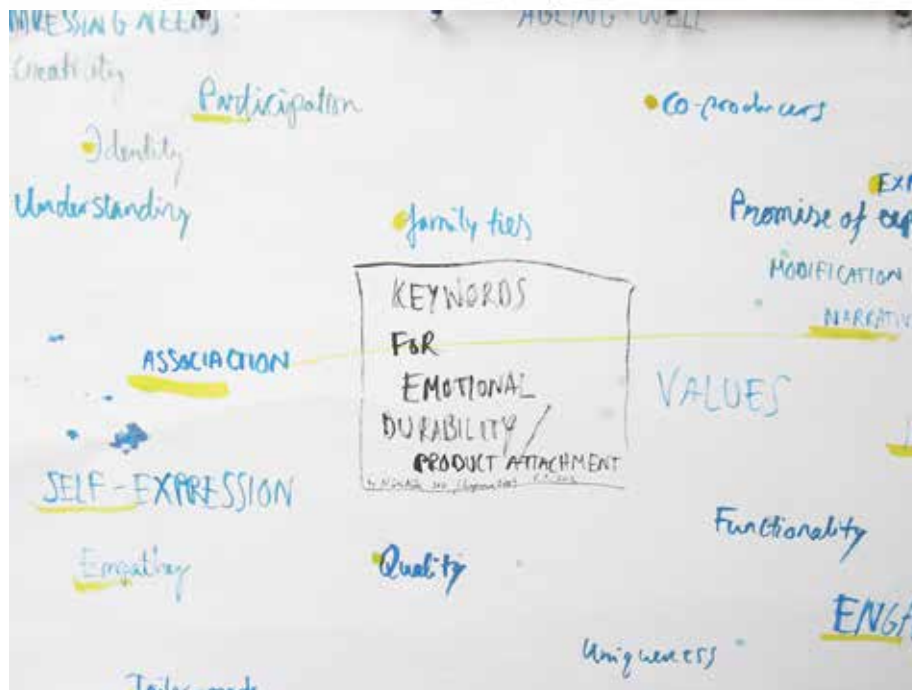 AGEING WELL
Creativity
Participation
Co-producers
Identity
Understanding
family ties
Promise of
MODIFICATION
KEYWORDS
FOR
EMOTIONAL
DURABILITY /
PRODUCT ATTACHMENT
ASSOCIACTION
VALUES
SELF-EXPRESSION
Functionality
Empathy
Quality
Uniqueness